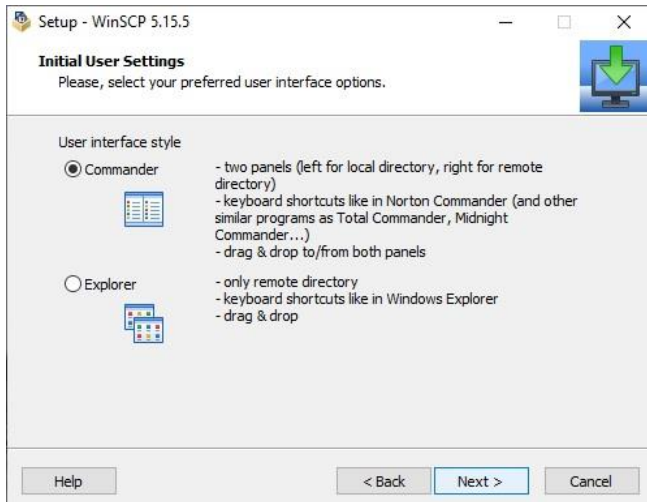 Setup - WinSCP 5.15.5
Initial User Settings
Please, select your preferred user interface options.
User interface style
Commander
- two panels (left for local directory, right for remote
directory)
- keyboard shortcuts like in Norton Commander (and other
similar programs as Total Commander, Midnight
Commander...)
- drag & drop to/from both panels
Explorer
- only remote directory
- keyboard shortcuts like in Windows Explorer
- drag & drop
Help
< Back
Next >
Cancel